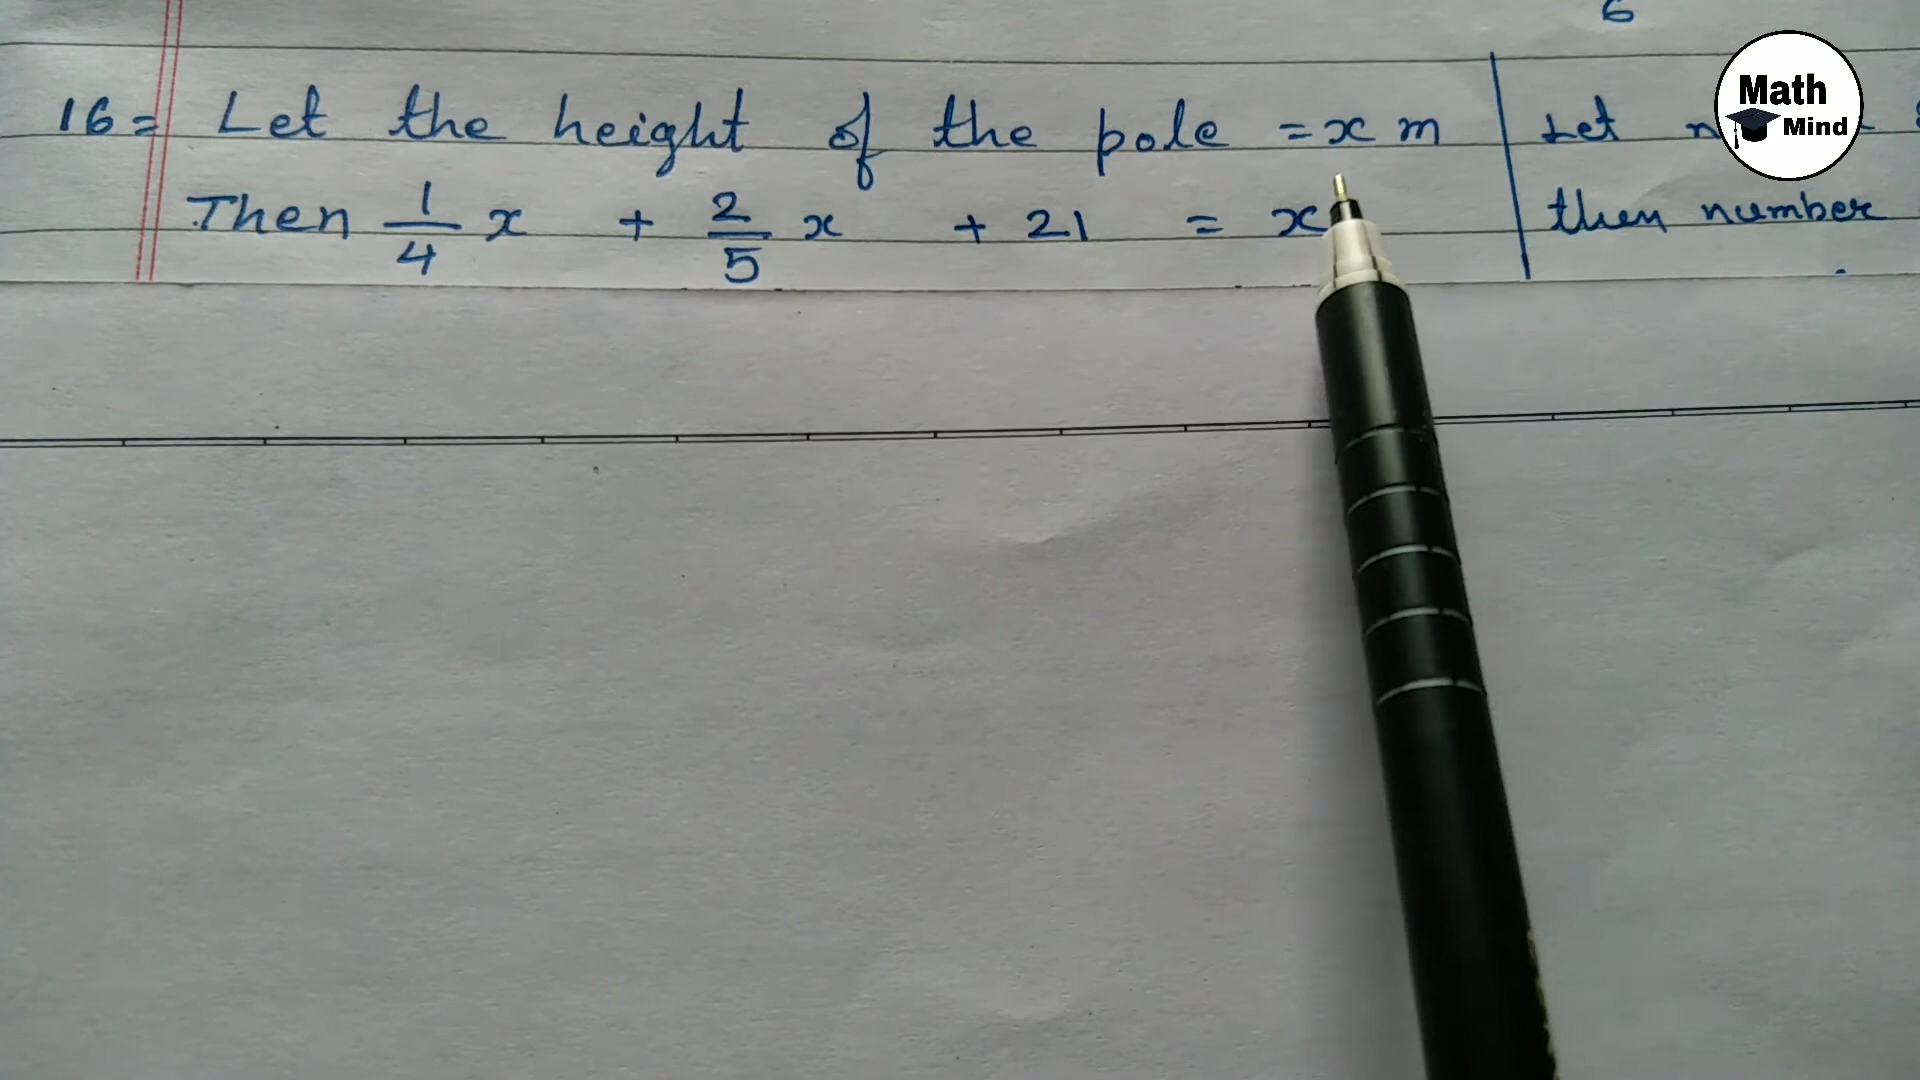 6
16= Let the height of the pole = x m
Then 1/4 x + 2/5 x + 21 = x
Let
then number
Math
Mind